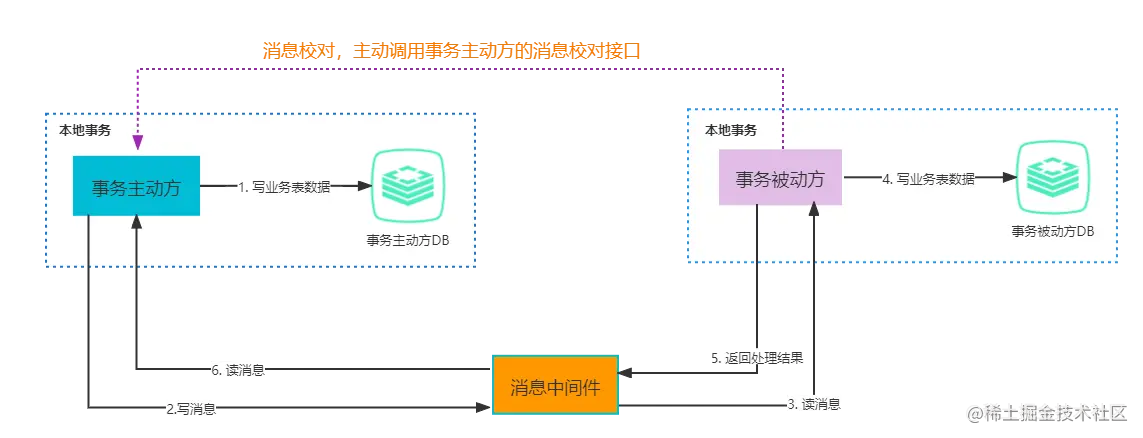 消息校对，主动调用事务主动方的消息校对接口
本地事务
事务主动方
1. 写业务表数据
事务主动方DB
本地事务
事务被动方
4. 写业务表数据
事务被动方DB
5. 返回处理结果
6. 读消息
消息中间件
2.写消息
3. 读消息
@稀土掘金技术社区